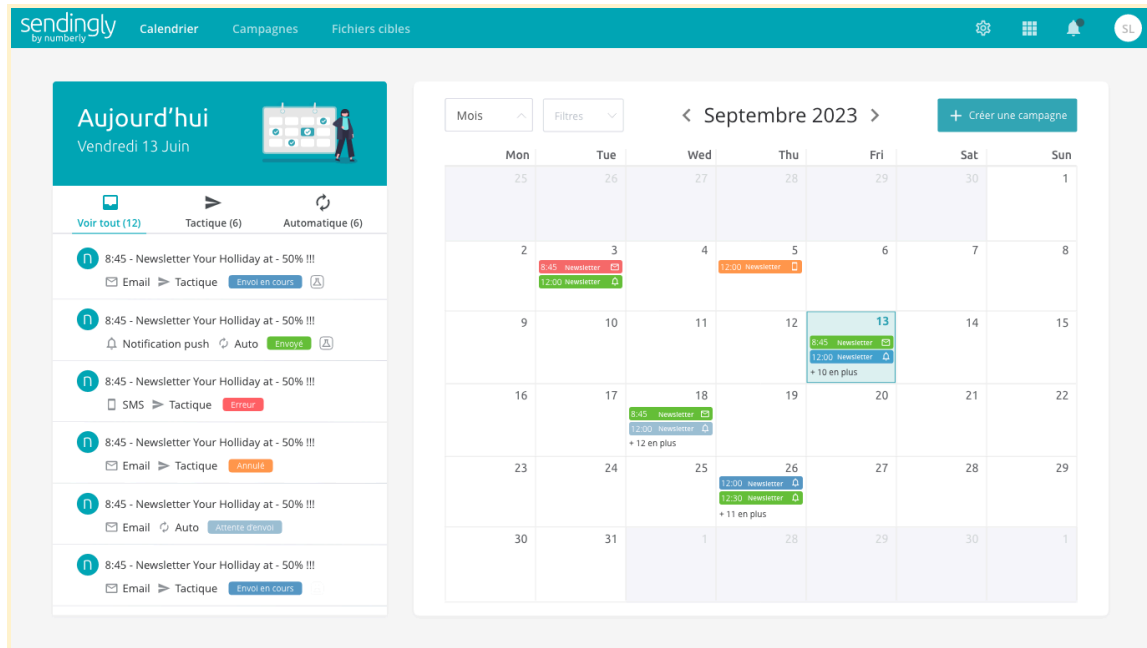 sendingly
by numberly
Calendrier Campagnes Fichiers cibles SL
Aujourd'hui
Vendredi 13 Juin
Voir tout (12) Tactique (6) Automatique (6)
n 8:45 - Newsletter Your Holliday at - 50% !!!
Email Tactique Envoi en cours
n 8:45 - Newsletter Your Holliday at - 50% !!!
Notification push Auto Envoyé
n 8:45 - Newsletter Your Holliday at - 50% !!!
SMS Tactique Erreur
n 8:45 - Newsletter Your Holliday at - 50% !!!
Email Tactique Annulé
n 8:45 - Newsletter Your Holliday at - 50% !!!
Email Auto Attente d'envoi
n 8:45 - Newsletter Your Holliday at - 50% !!!
Email Tactique Envoi en cours
Mois Filtres < Septembre 2023 > + Créer une campagne
Mon Tue Wed Thu Fri Sat Sun
25 26 27 28 29 30 1
2 3 4 5 6 7 8
8:45 Newsletter 12:00 Newsletter
12:00 Newsletter
9 10 11 12 13 14 15
8:45 Newsletter
12:00 Newsletter
+ 10 en plus
16 17 18 19 20 21 22
8:45 Newsletter
12:00 Newsletter
+ 12 en plus
23 24 25 26 27 28 29
12:00 Newsletter
12:30 Newsletter
+ 11 en plus
30 31 1 28 29 30 1